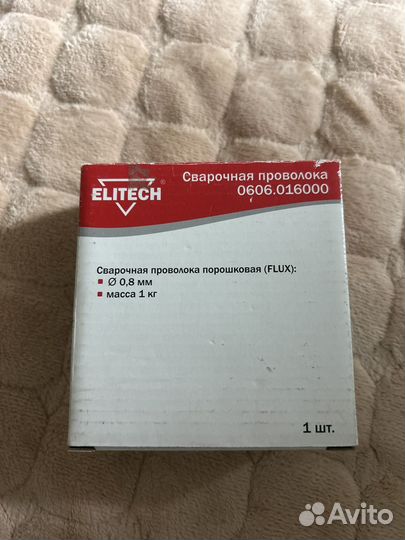 ELITECH®
Сварочная проволока
0606.016000
Сварочная проволока порошковая (FLUX):
▪ Ø 0,8 мм
▪ масса 1 кг
1 шт.
Avito